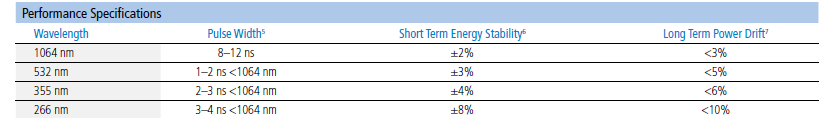 Performance Specifications
Wavelength Pulse Width⁵ Short Term Energy Stability⁶ Long Term Power Drift⁷
1064 nm 8–12 ns ±2% <3%
532 nm 1–2 ns <1064 nm ±3% <5%
355 nm 2–3 ns <1064 nm ±4% <6%
266 nm 3–4 ns <1064 nm ±8% <10%